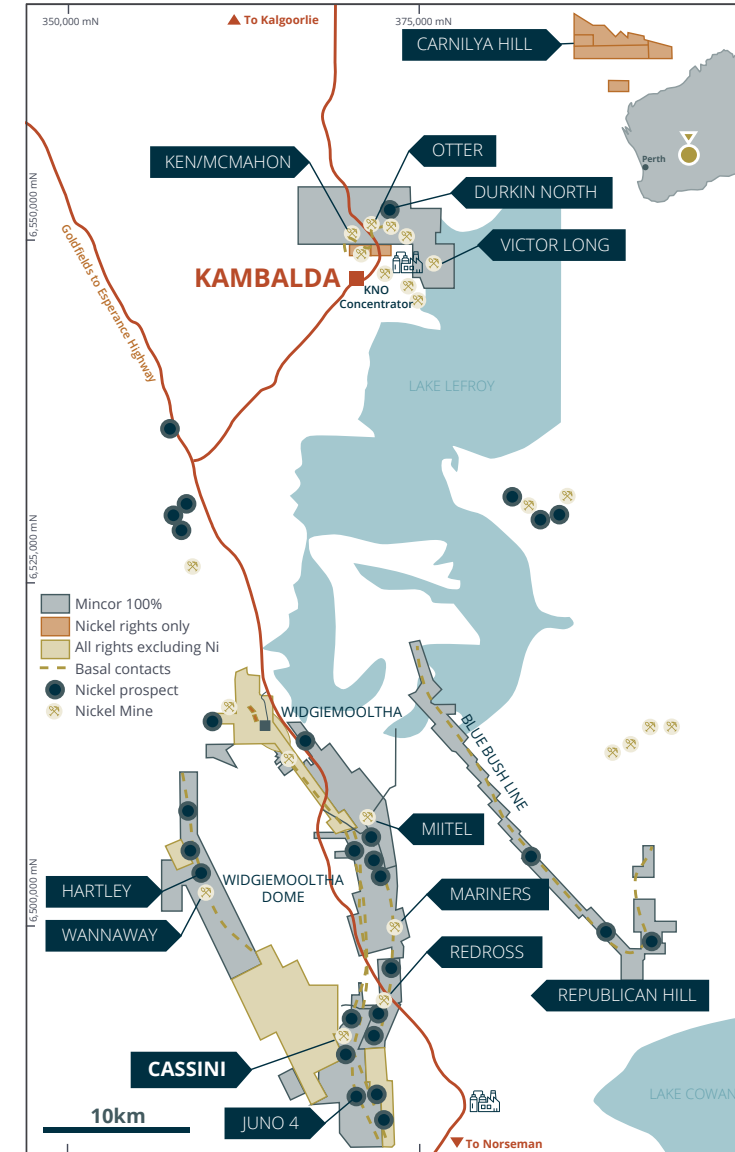 350,000 mN
To Kalgoorlie
375,000 mN
CARNILYA HILL
Perth
KEN/MCMAHON
OTTER
DURKIN NORTH
6,550,000 mN
VICTOR LONG
Goldfields to Esperance Highway
KAMBALDA
KNO
Concentrator
LAKE LEFROY
6,525,000 mN
Mincor 100%
Nickel rights only
All rights excluding Ni
Basal contacts
Nickel prospect
Nickel Mine
WIDGIEMOOLTHA
BLUE BUSH LINE
MIITEL
HARTLEY
WIDGIEMOOLTHA
DOME
MARINERS
6,500,000 mN
WANNAWAY
REDROSS
REPUBLICAN HILL
CASSINI
LAKE COWAN
10km
JUNO 4
To Norseman